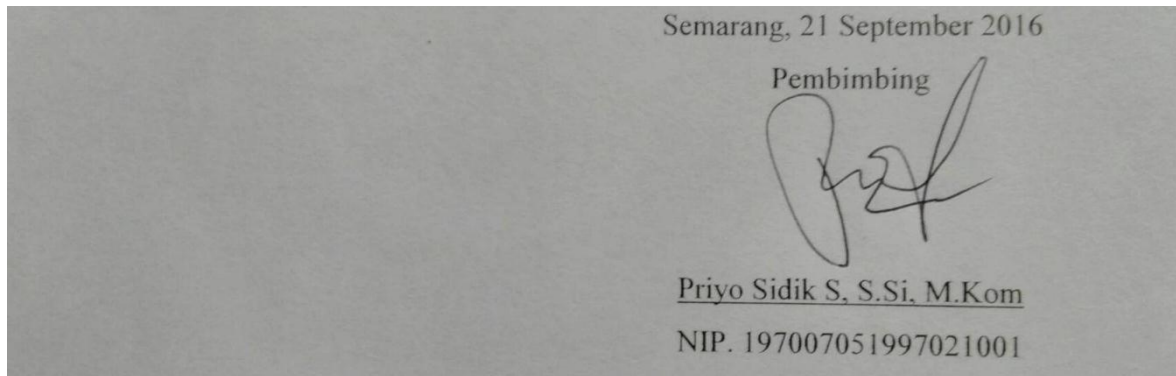 Semarang, 21 September 2016
Pembimbing
Priyo Sidik S, S.Si, M.Kom
NIP. 197007051997021001